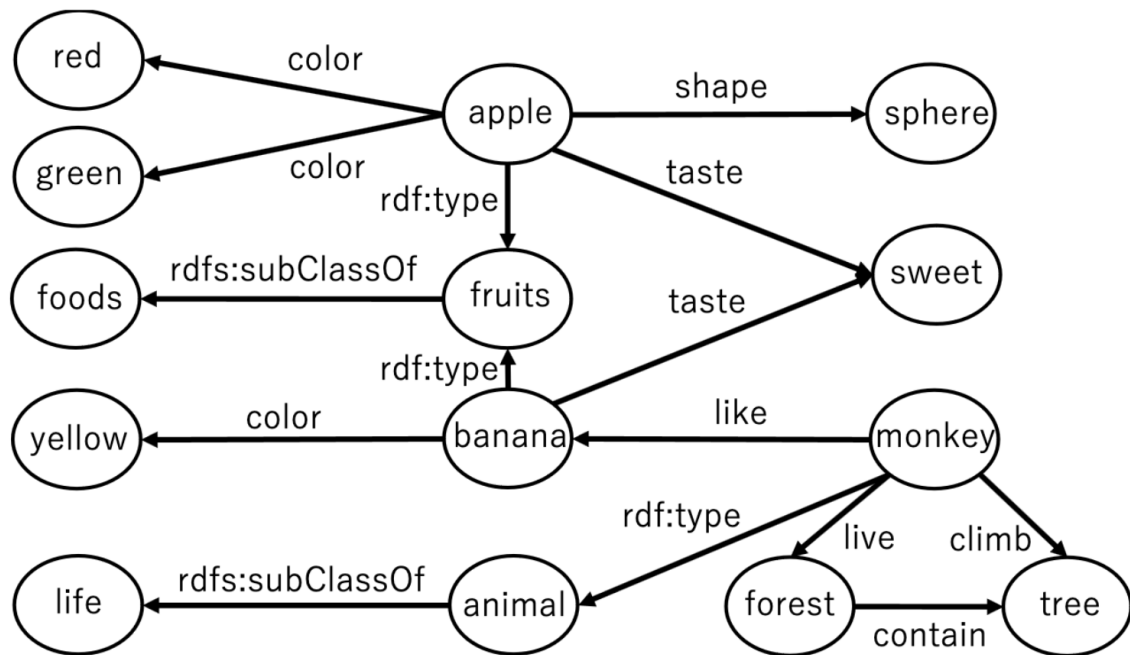 red
color
apple
shape
sphere
green
color
taste
rdf:type
foods
rdfs:subClassOf
fruits
sweet
taste
rdf:type
yellow
color
banana
like
monkey
rdf:type
live
climb
life
rdfs:subClassOf
animal
forest
contain
tree